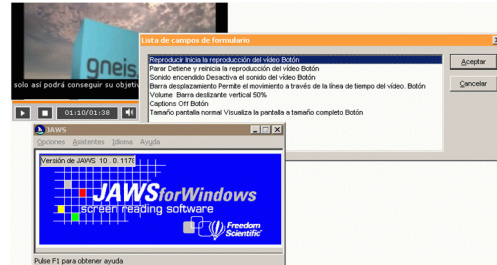 gneis
solo así podrá conseguir su objeti
01:10/01:38
Lista de campos de formulario
Reproducir Inicia la reproducción del vídeo Botón
Parar Detiene y reinicia la reproducción del vídeo Botón
Sonido encendido Desactiva el sonido del vídeo Botón
Barra desplazamiento Permite el movimiento a través de la línea de tiempo del vídeo. Botón
Volume  Barra deslizante vertical 50%
Captions Off Botón
Tamaño pantalla normal Visualiza la pantalla a tamaño completo Botón
Aceptar
Cancelar
JAWS
Opciones Asistentes Idioma Ayuda
Versión de JAWS 10 .0.1178
JAWS for Windows
screen reading software
Freedom
Scientific
Pulse F1 para obtener ayuda